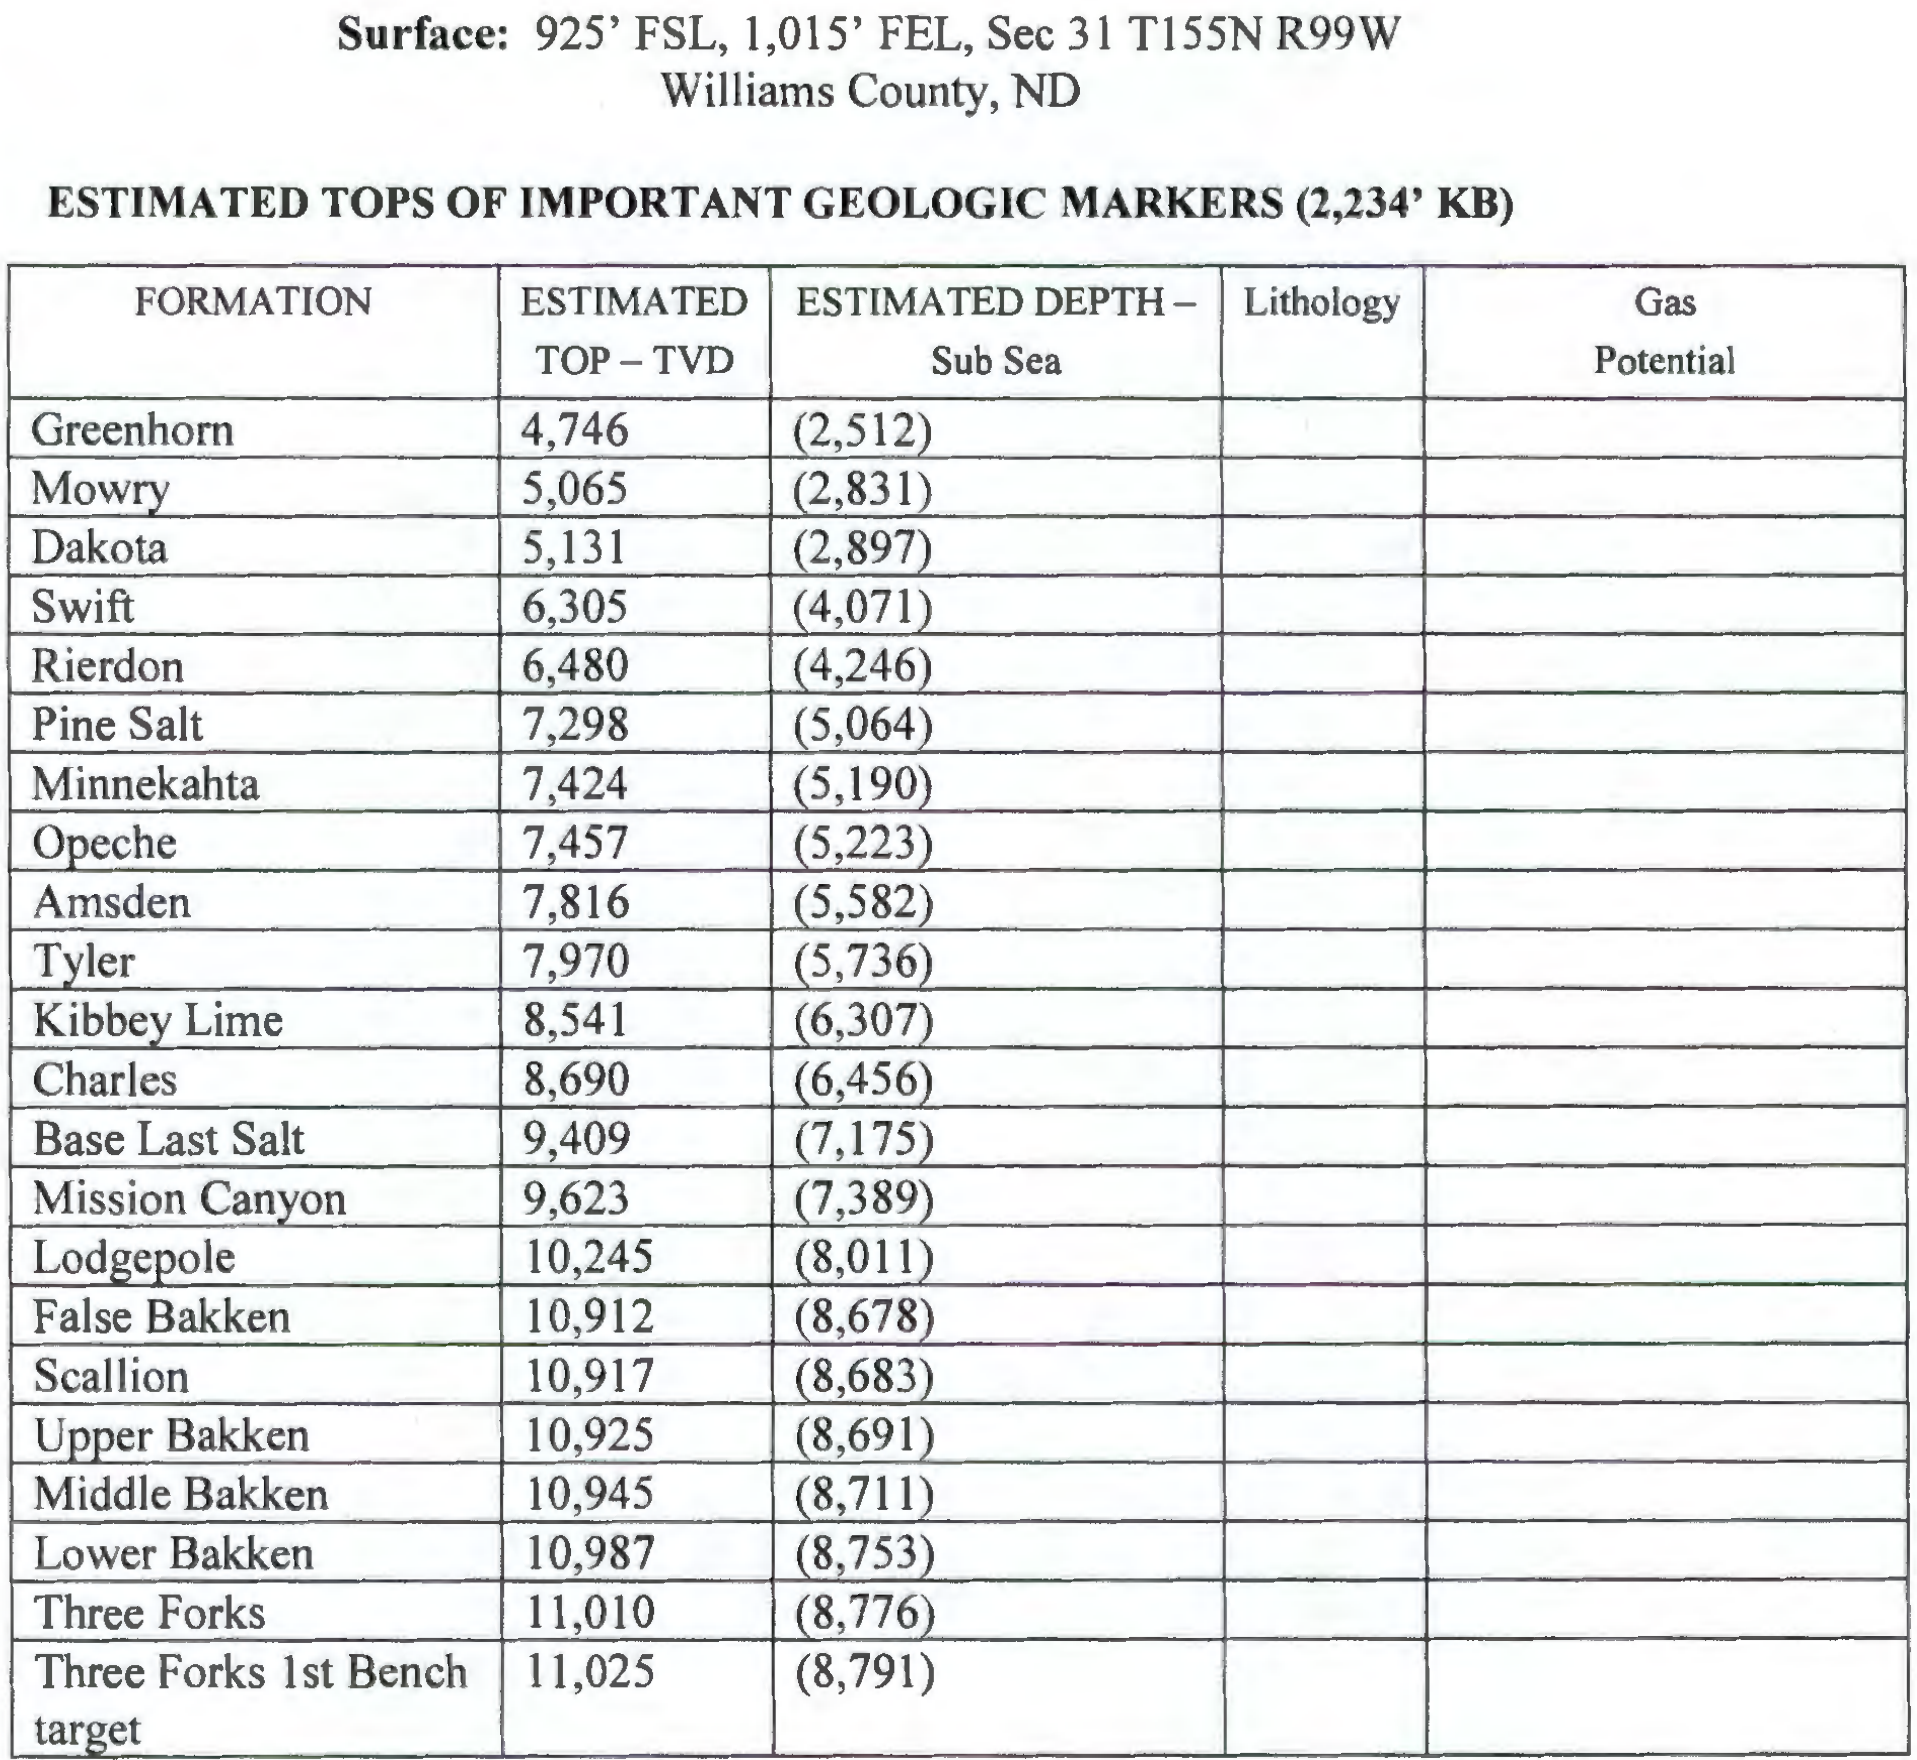 Surface: 925’ FSL, 1,015’ FEL, Sec 31 T155N R99W
Williams County, ND
ESTIMATED TOPS OF IMPORTANT GEOLOGIC MARKERS (2,234’ KB)
FORMATION ESTIMATED TOP – TVD ESTIMATED DEPTH – Sub Sea Lithology Gas Potential
Greenhorn 4,746 (2,512)
Mowry 5,065 (2,831)
Dakota 5,131 (2,897)
Swift 6,305 (4,071)
Rierdon 6,480 (4,246)
Pine Salt 7,298 (5,064)
Minnekahta 7,424 (5,190)
Opeche 7,457 (5,223)
Amsden 7,816 (5,582)
Tyler 7,970 (5,736)
Kibbey Lime 8,541 (6,307)
Charles 8,690 (6,456)
Base Last Salt 9,409 (7,175)
Mission Canyon 9,623 (7,389)
Lodgepole 10,245 (8,011)
False Bakken 10,912 (8,678)
Scallion 10,917 (8,683)
Upper Bakken 10,925 (8,691)
Middle Bakken 10,945 (8,711)
Lower Bakken 10,987 (8,753)
Three Forks 11,010 (8,776)
Three Forks 1st Bench 11,025 (8,791)
target